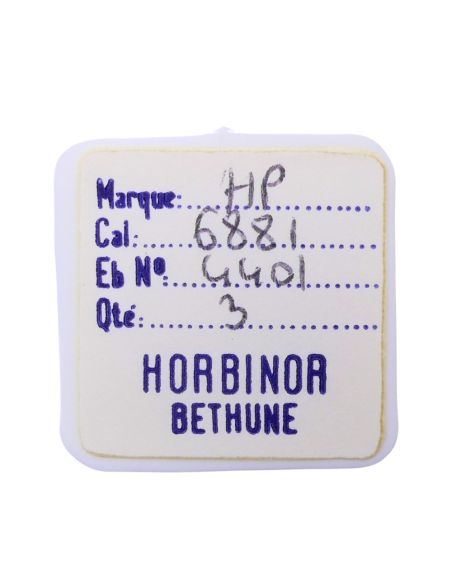 Marque: HP
Cal: 6881
Eb Nº: 4401
Qté: 3
HORBINOR
BETHUNE